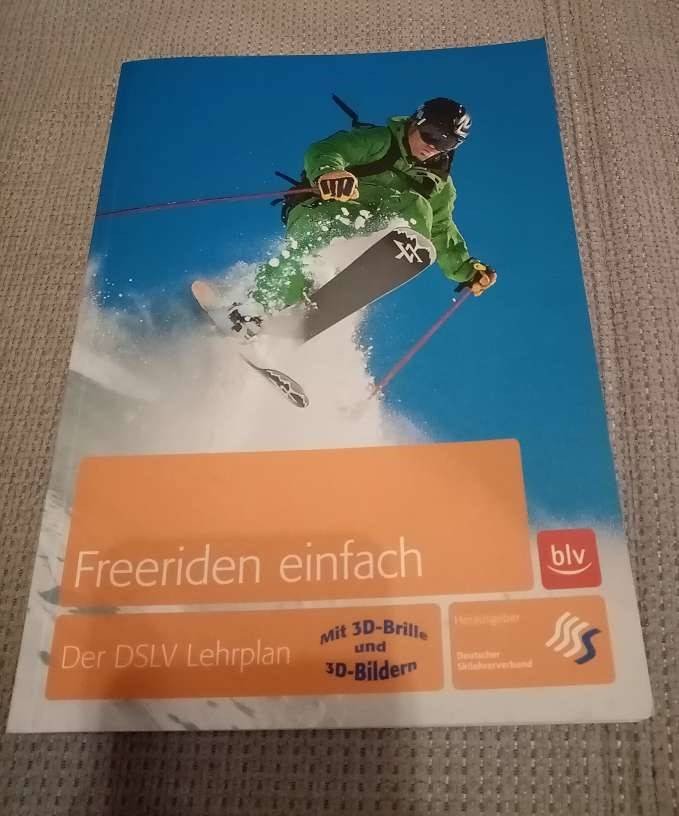 Freeriden einfach
blv
Der DSLV Lehrplan
Mit 3D-Brille
und
3D-Bildern
Herausgeber
Deutscher
Skilehrerverband